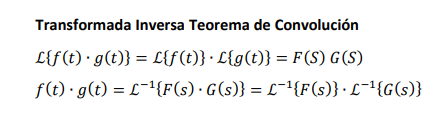 Transformada Inversa Teorema de Convolución
ℒ{f(t) · g(t)} = ℒ{f(t)} · ℒ{g(t)} = F(S) G(S)
f(t) · g(t) = ℒ⁻¹{F(s) · G(s)} = ℒ⁻¹{F(s)} · ℒ⁻¹{G(s)}